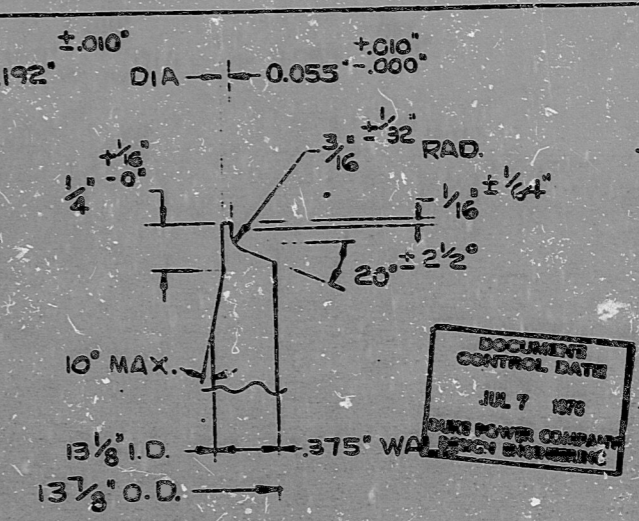 ±.010"
192"
DIA
0.055" +.010" -.000"
3/16" ± 1/32" RAD.
1/4" +1/16" -0"
1/16" ± 1/64"
20° ± 2 1/2°
10° MAX.
DOCUMENT
CONTROL DATE
JUL 7
DUKE POWER COMPANY
DESIGN ENGINEERING
13 1/8" I.D.
.375" WA
13 7/8" O.D.